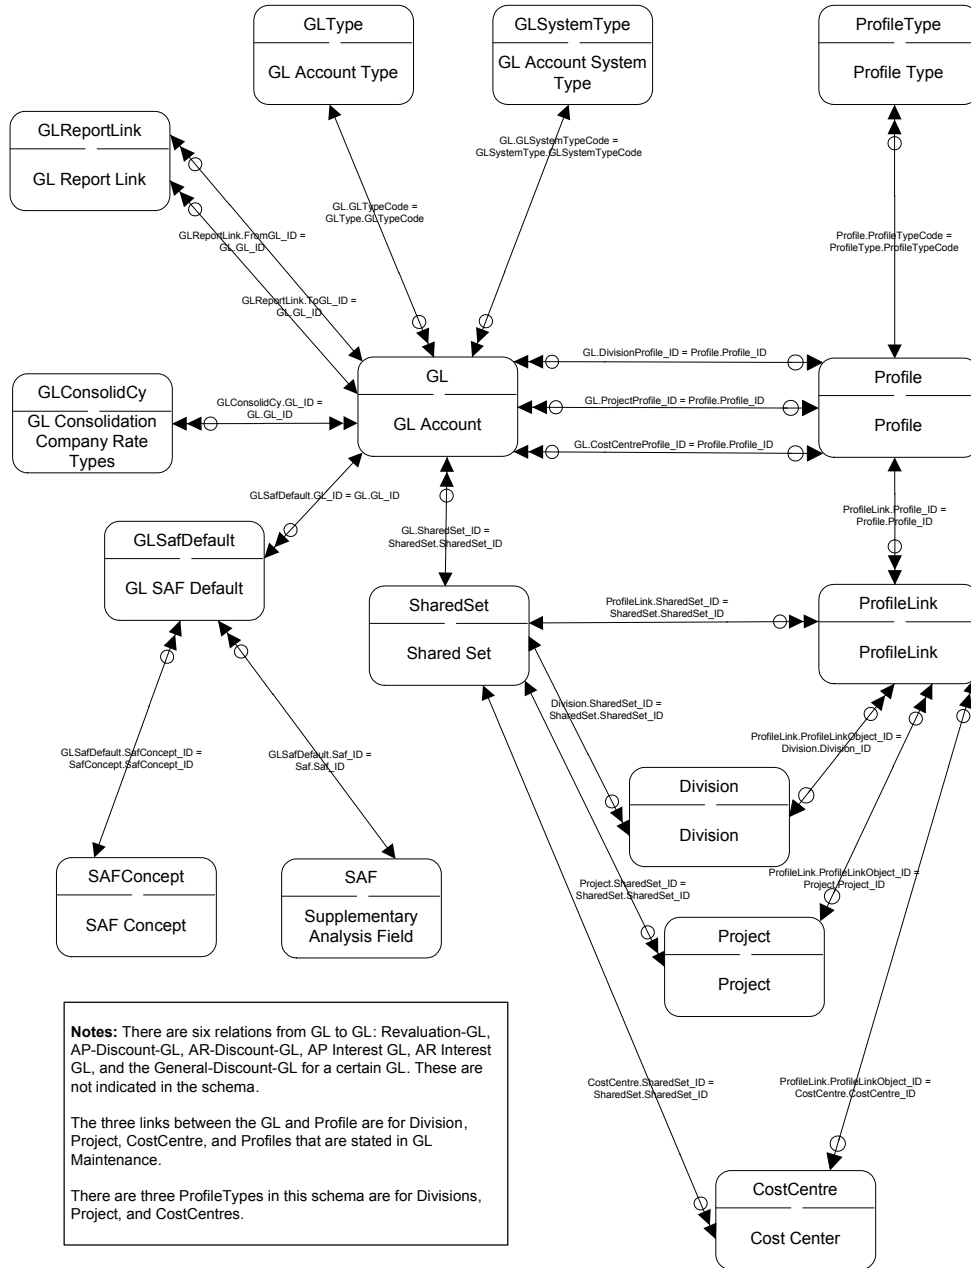 GLType
GL Account Type
GLSystemType
GL Account System
Type
ProfileType
Profile Type
GLReportLink
GL Report Link
GL.GLSystemTypeCode =
GLSystemType.GLSystemTypeCode
GL.GLTypeCode =
GLType.GLTypeCode
Profile.ProfileTypeCode =
ProfileType.ProfileTypeCode
GLReportLink.FromGL_ID =
GL.GL_ID
GLReportLink.ToGL_ID =
GL.GL_ID
GL
GL Account
GL.DivisionProfile_ID = Profile.Profile_ID
GL.ProjectProfile_ID = Profile.Profile_ID
GL.CostCentreProfile_ID = Profile.Profile_ID
Profile
Profile
GLConsolidCy
GL Consolidation
Company Rate
Types
GLConsolidCy.GL_ID =
GL.GL_ID
GLSafDefault.GL_ID = GL.GL_ID
GL.SharedSet_ID =
SharedSet.SharedSet_ID
ProfileLink.Profile_ID =
Profile.Profile_ID
GLSafDefault
GL SAF Default
SharedSet
Shared Set
ProfileLink.SharedSet_ID =
SharedSet.SharedSet_ID
ProfileLink
ProfileLink
Division.SharedSet_ID =
SharedSet.SharedSet_ID
ProfileLink.ProfileLinkObject_ID =
Division.Division_ID
GLSafDefault.SafConcept_ID =
SafConcept.SafConcept_ID
GLSafDefault.Saf_ID =
Saf.Saf_ID
Division
Division
SAFConcept
SAF Concept
SAF
Supplementary
Analysis Field
Project.SharedSet_ID =
SharedSet.SharedSet_ID
ProfileLink.ProfileLinkObject_ID =
Project.Project_ID
Project
Project
Notes: There are six relations from GL to GL: Revaluation-GL,
AP-Discount-GL, AR-Discount-GL, AP Interest GL, AR Interest
GL, and the General-Discount-GL for a certain GL. These are
not indicated in the schema.
The three links between the GL and Profile are for Division,
Project, CostCentre, and Profiles that are stated in GL
Maintenance.
There are three ProfileTypes in this schema are for Divisions,
Project, and CostCentres.
CostCentre.SharedSet_ID =
SharedSet.SharedSet_ID
ProfileLink.ProfileLinkObject_ID =
CostCentre.CostCentre_ID
CostCentre
Cost Center